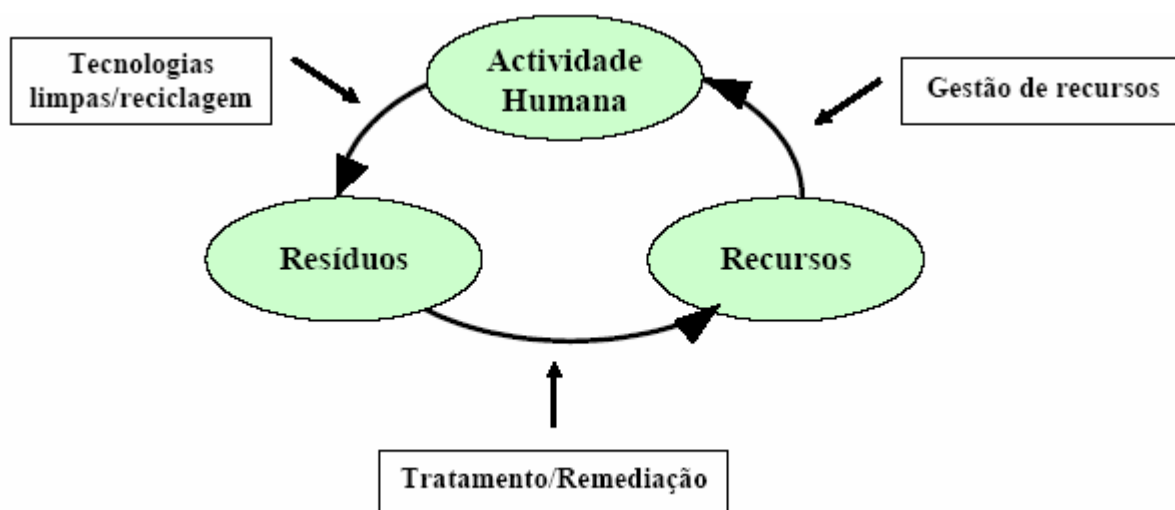 Tecnologias
limpas/reciclagem
Actividade
Humana
Gestão de recursos
Resíduos
Recursos
Tratamento/Remediação